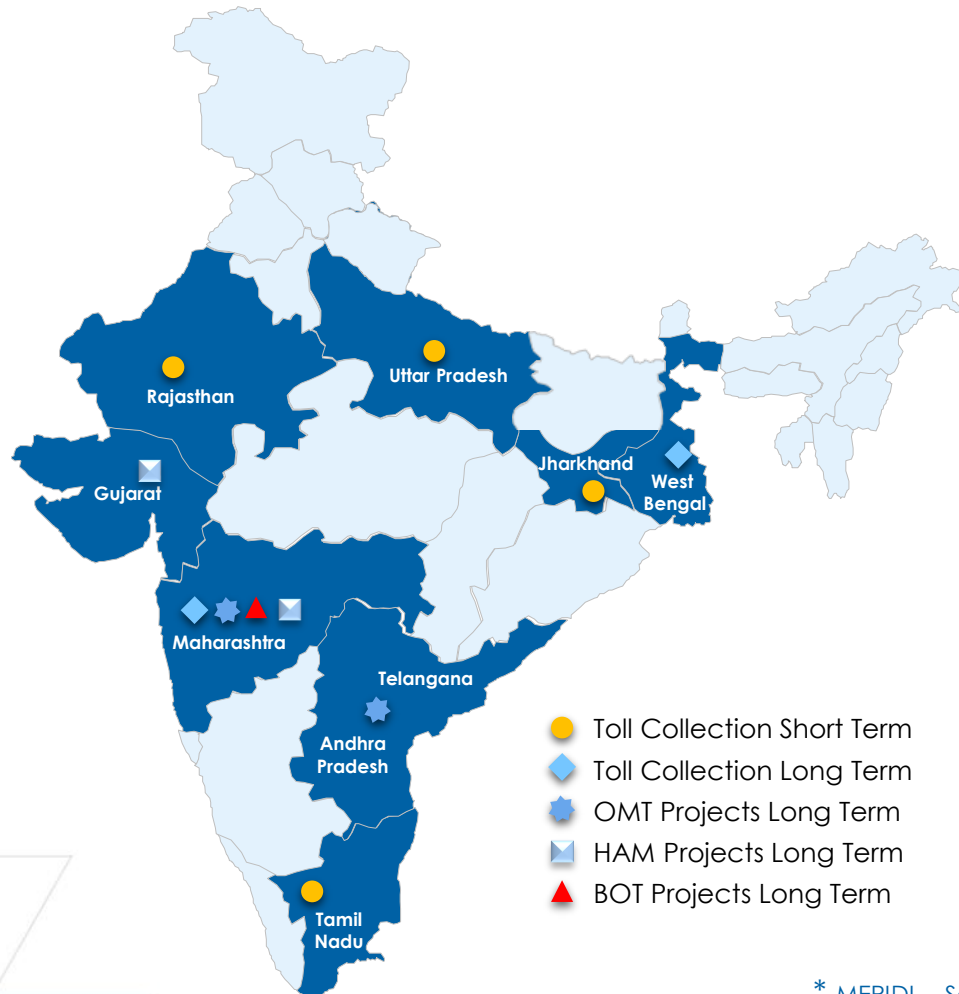 Uttar Pradesh
Rajasthan
Jharkhand
West
Bengal
Gujarat
Maharashtra
Telangana
Andhra
Pradesh
Tamil
Nadu
Toll Collection Short Term
Toll Collection Long Term
OMT Projects Long Term
HAM Projects Long Term
BOT Projects Long Term